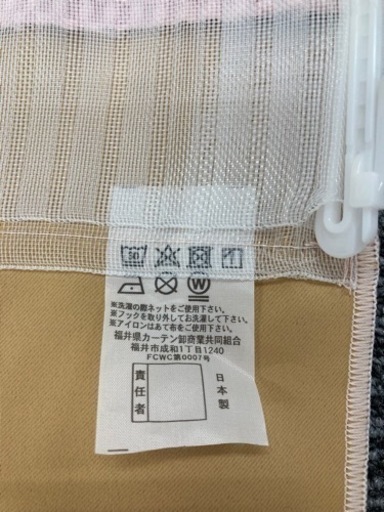 50
W
※洗濯の際ネットをご使用下さい。
※フックを取り外してお洗濯して下さい。
※アイロンはあて布をご使用下さい。
福井県カーテン卸商業共同組合
福井市成和1丁目1240
FCWC第0007号
責任者
日本製